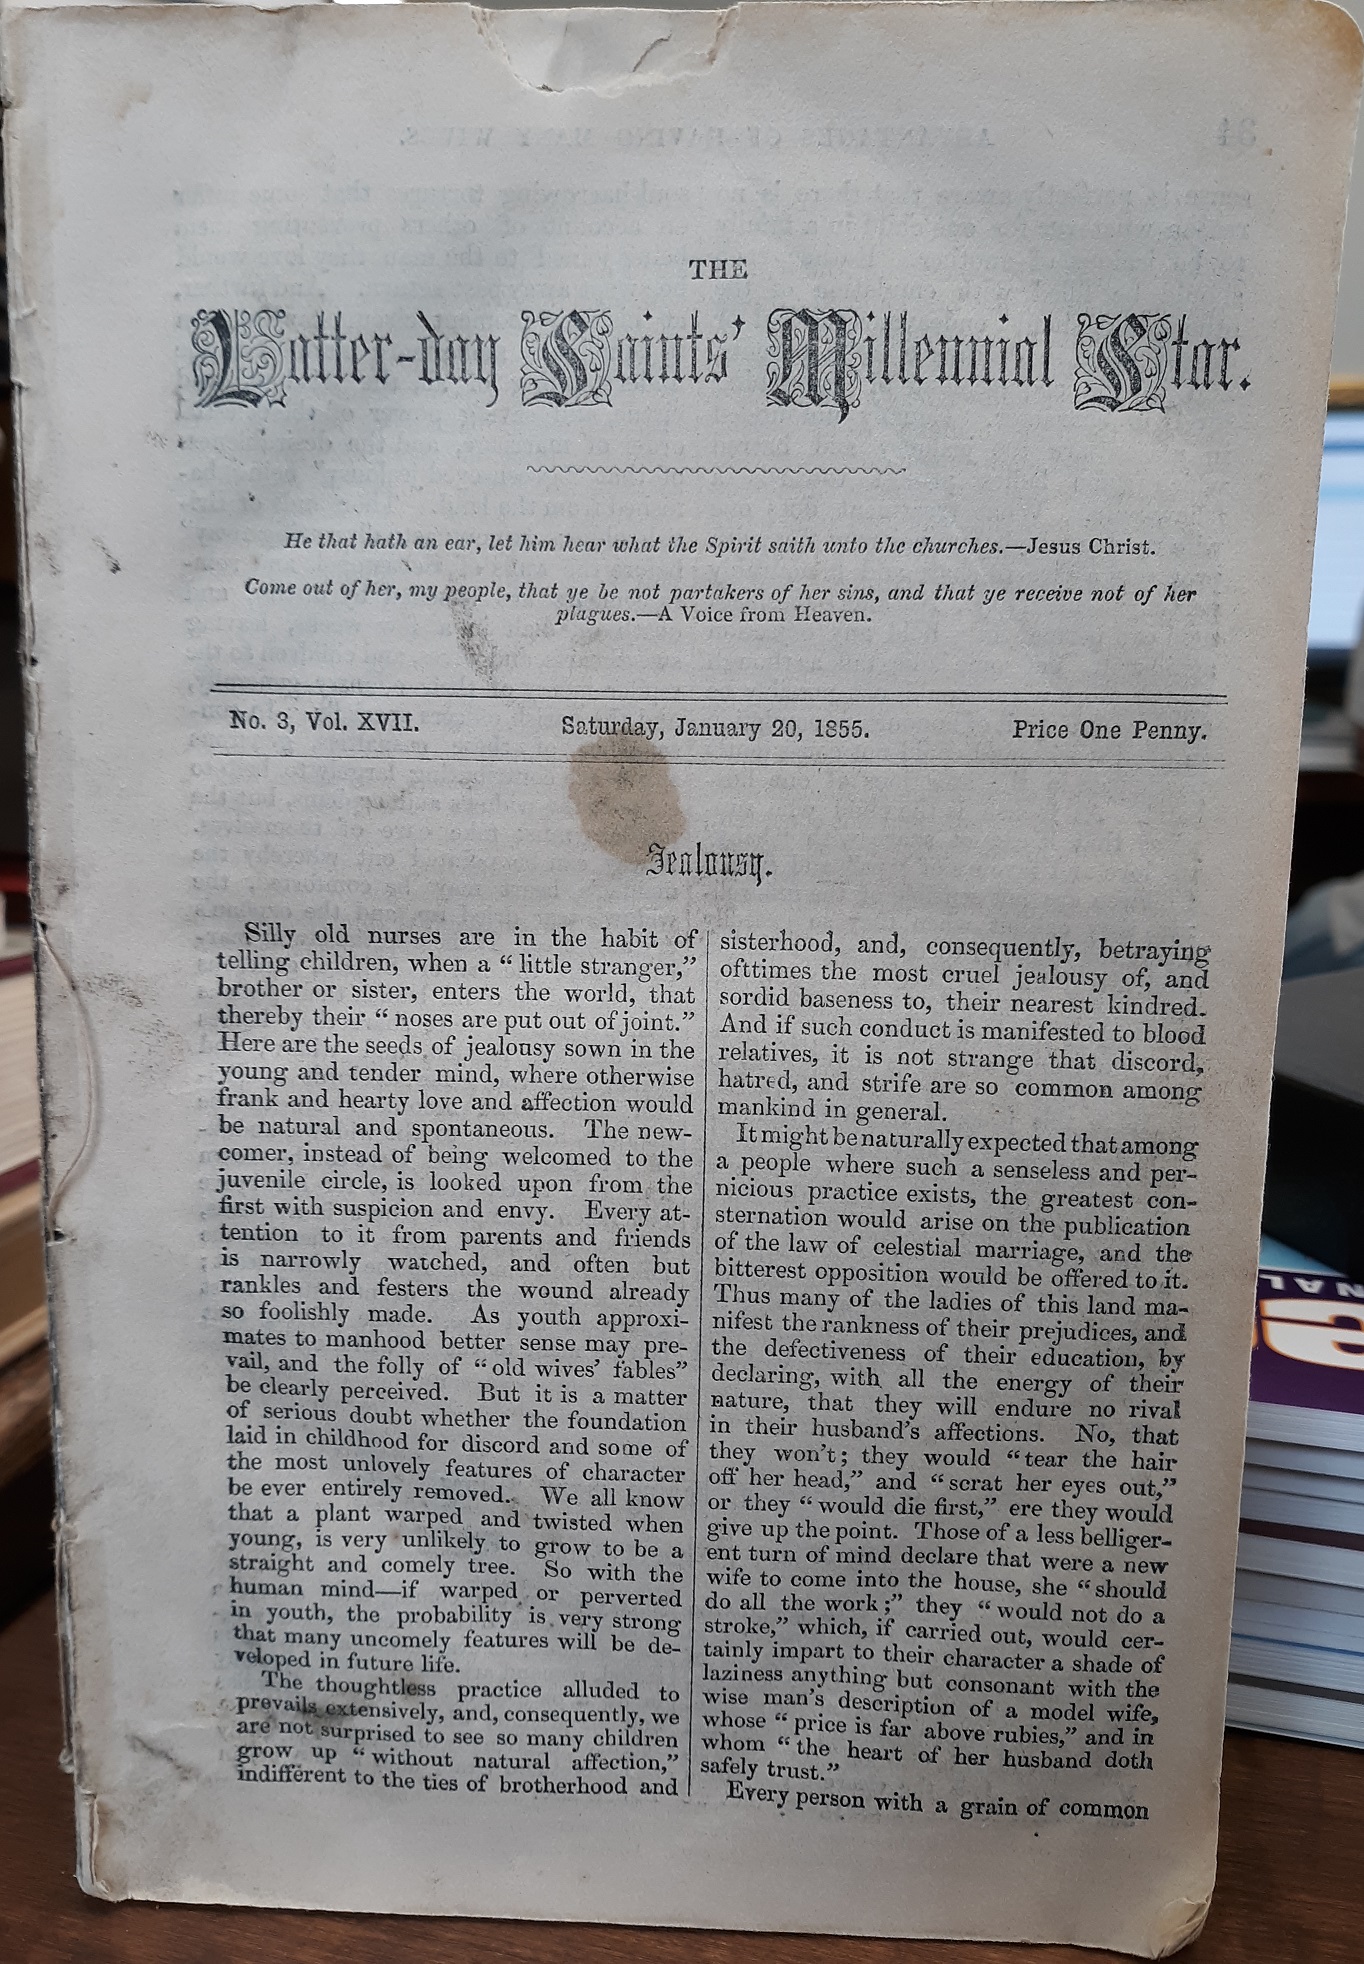 THE
Latter-day Saints' Millennial Star.
He that hath an ear, let him hear what the Spirit saith unto the churches.—Jesus Christ.
Come out of her, my people, that ye be not partakers of her sins, and that ye receive not of her
plagues.—A Voice from Heaven.
No. 3, Vol. XVII. Saturday, January 20, 1855. Price One Penny.
Jealousy.
Silly old nurses are in the habit of
telling children, when a “ little stranger,”
brother or sister, enters the world, that
thereby their “ noses are put out of joint.”
Here are the seeds of jealousy sown in the
young and tender mind, where otherwise
frank and hearty love and affection would
be natural and spontaneous. The new-
comer, instead of being welcomed to the
juvenile circle, is looked upon from the
first with suspicion and envy. Every at-
tention to it from parents and friends
is narrowly watched, and often but
rankles and festers the wound already
so foolishly made. As youth approxi-
mates to manhood better sense may pre-
vail, and the folly of “ old wives’ fables”
be clearly perceived. But it is a matter
of serious doubt whether the foundation
laid in childhood for discord and some of
the most unlovely features of character
be ever entirely removed. We all know
that a plant warped and twisted when
young, is very unlikely to grow to be a
straight and comely tree. So with the
human mind—if warped or perverted
in youth, the probability is very strong
that many uncomely features will be de-
veloped in future life.
The thoughtless practice alluded to
prevails extensively, and, consequently, we
are not surprised to see so many children
grow up “ without natural affection,”
indifferent to the ties of brotherhood and
sisterhood, and, consequently, betraying
ofttimes the most cruel jealousy of, and
sordid baseness to, their nearest kindred.
And if such conduct is manifested to blood
relatives, it is not strange that discord,
hatred, and strife are so common among
mankind in general.
It might be naturally expected that among
a people where such a senseless and per-
nicious practice exists, the greatest con-
sternation would arise on the publication
of the law of celestial marriage, and the
bitterest opposition would be offered to it.
Thus many of the ladies of this land ma-
nifest the rankness of their prejudices, and
the defectiveness of their education, by
declaring, with all the energy of their
nature, that they will endure no rival
in their husband's affections. No, that
they won't; they would “ tear the hair
off her head,” and “ scrat her eyes out,”
or they “ would die first,” ere they would
give up the point. Those of a less belliger-
ent turn of mind declare that were a new
wife to come into the house, she “ should
do all the work ;” they “ would not do a
stroke,” which, if carried out, would cer-
tainly impart to their character a shade of
laziness anything but consonant with the
wise man's description of a model wife,
whose “ price is far above rubies,” and in
whom “ the heart of her husband doth
safely trust.”
Every person with a grain of common